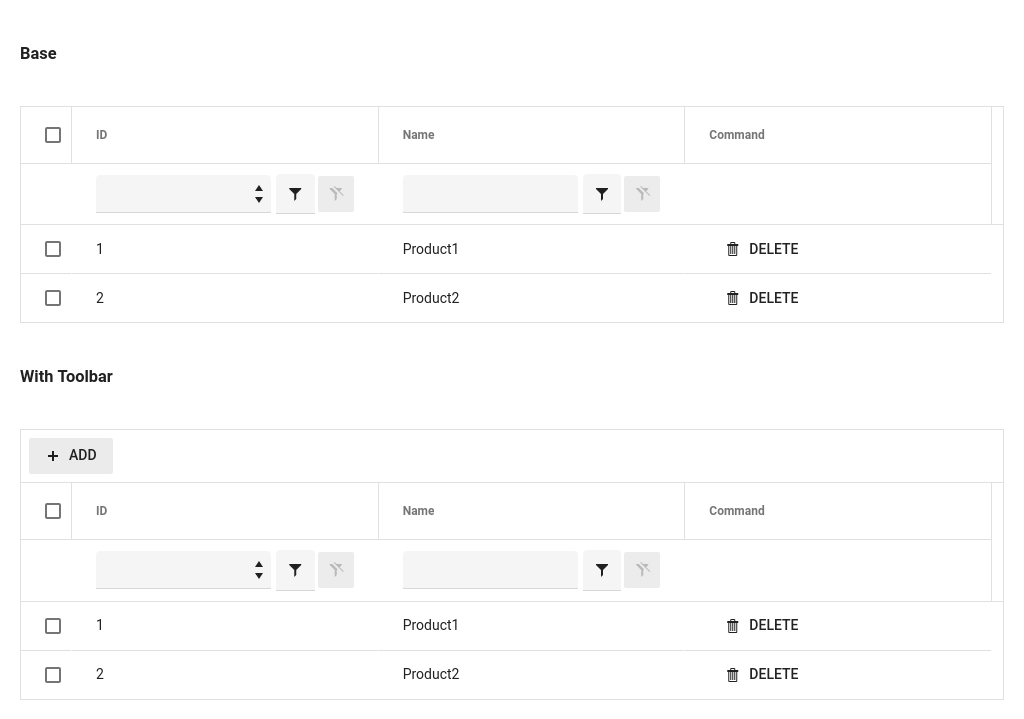 Base
ID Name Command
1 Product1 DELETE
2 Product2 DELETE
With Toolbar
ADD
ID Name Command
1 Product1 DELETE
2 Product2 DELETE